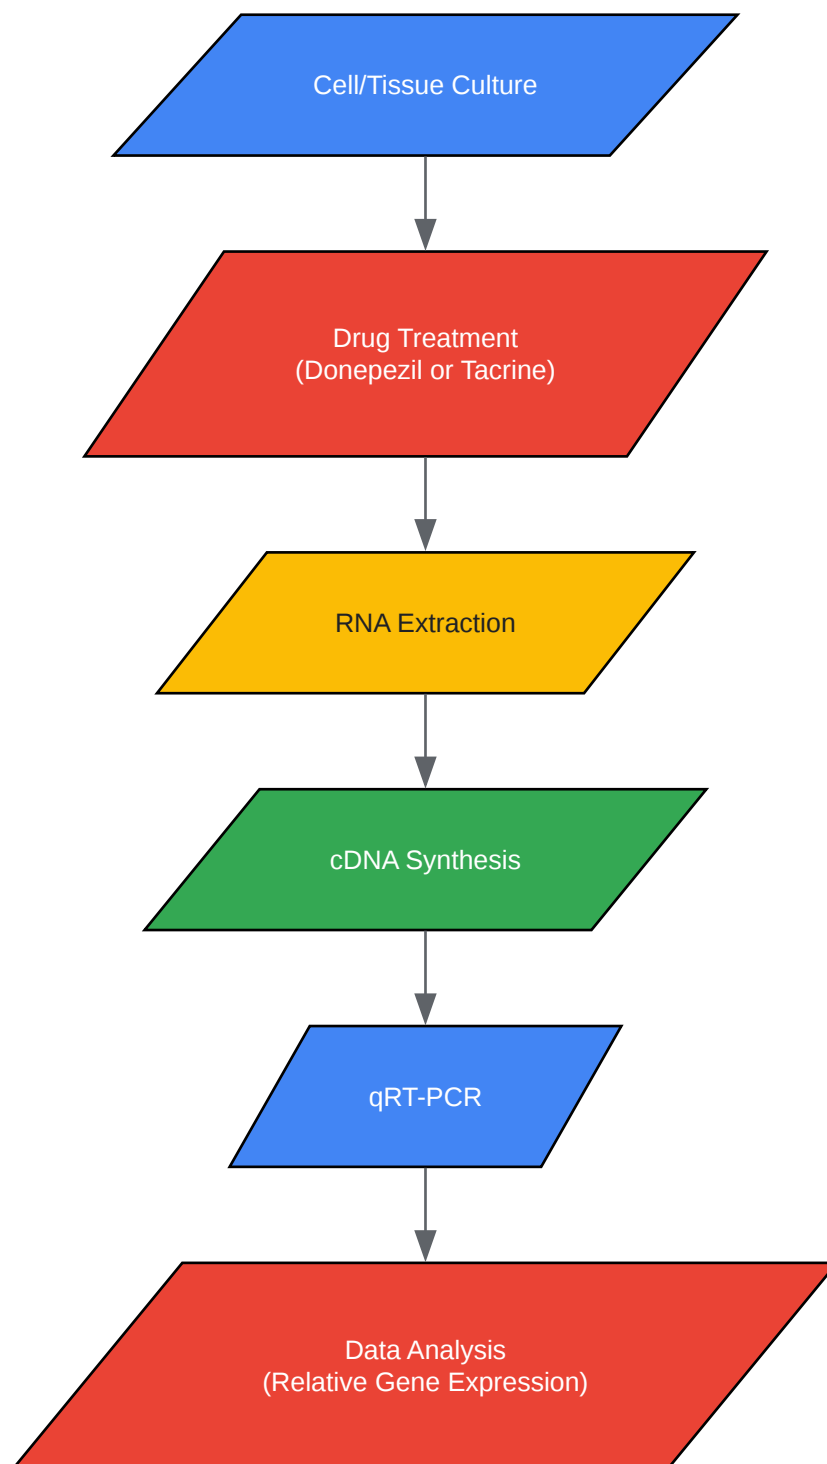 Cell/Tissue Culture
Drug Treatment
(Donepezil or Tacrine)
RNA Extraction
cDNA Synthesis
qRT-PCR
Data Analysis
(Relative Gene Expression)